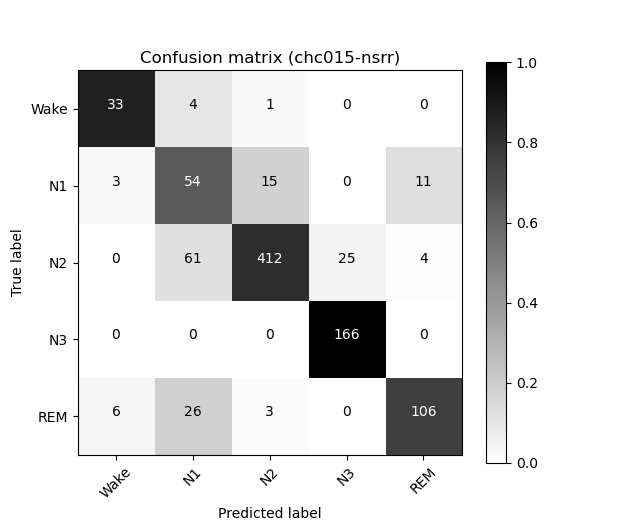 Confusion matrix (chc015-nsrr)
Wake 33 4 1 0 0
N1 3 54 15 0 11
N2 0 61 412 25 4
N3 0 0 0 166 0
REM 6 26 3 0 106
Wake N1 N2 N3 REM
Predicted label
True label
1.0
0.8
0.6
0.4
0.2
0.0